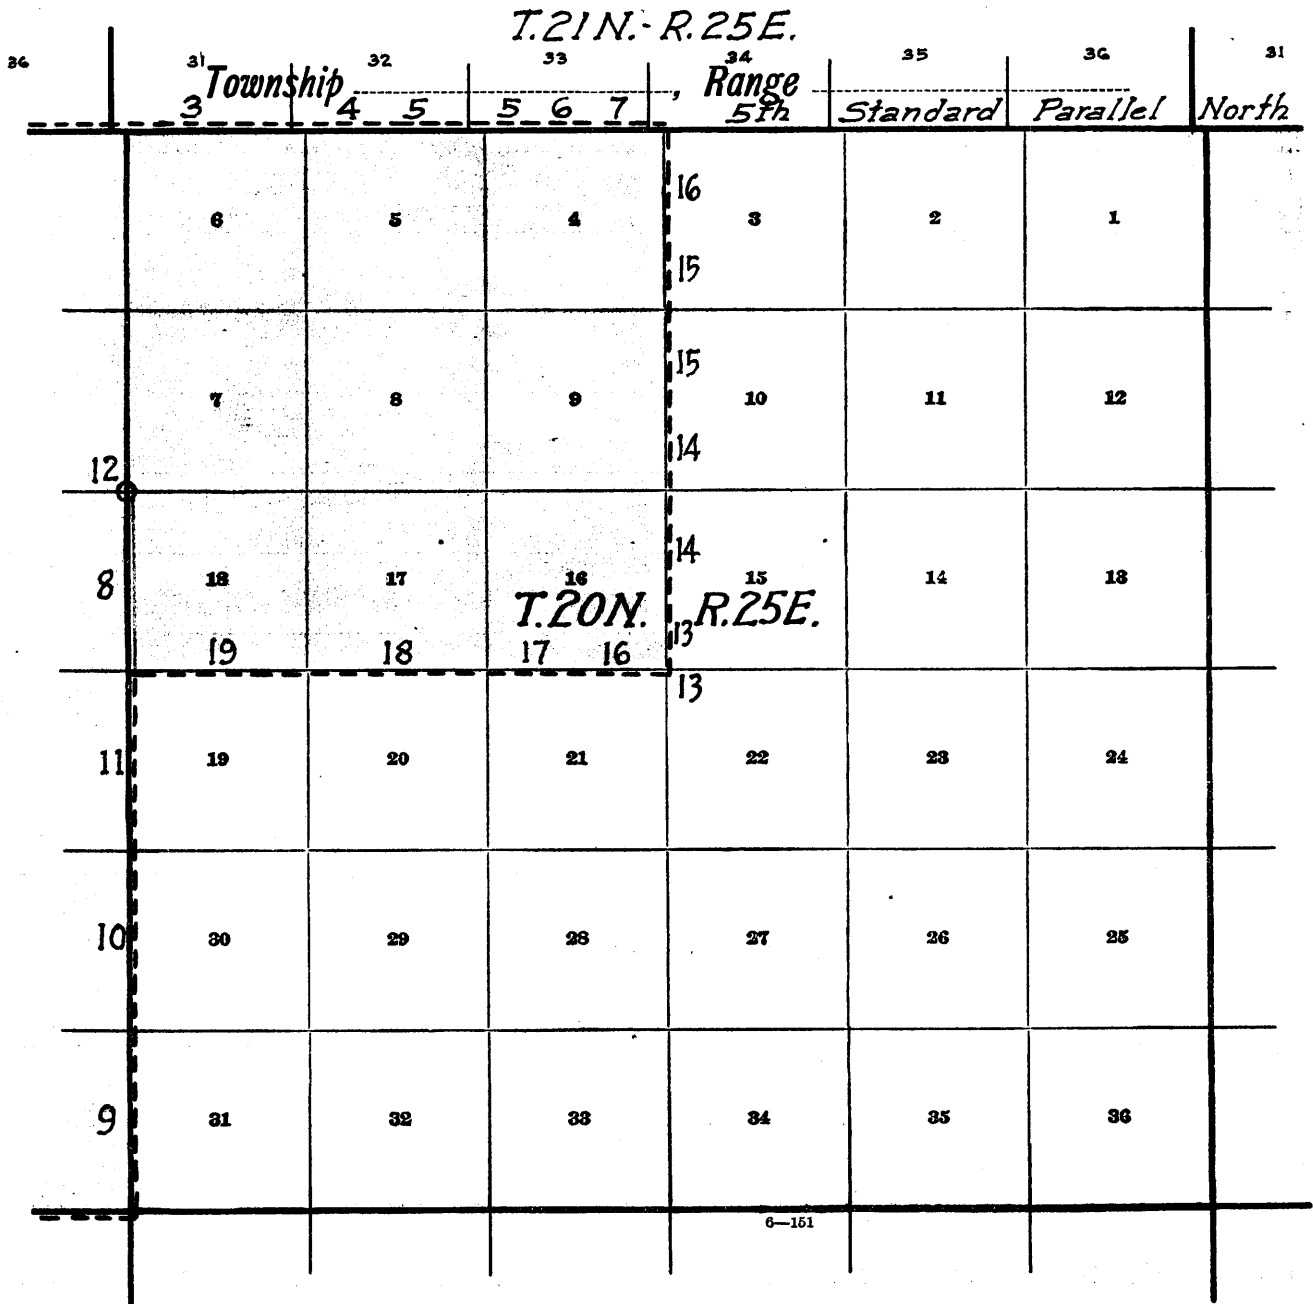 T.21N.-R.25E.
36 31 32 33 34 35 36 31
Township , Range
3 4 5 5 6 7 5th Standard Parallel North
16
6 5 4 3 2 1
15
15
7 8 9 10 11 12
14
12
14
8 18 17 16 15 14 13
T.20N. R.25E.
13
19 18 17 16
13
11 19 20 21 22 23 24
10 30 29 28 27 26 25
9 31 32 33 34 35 36
6—151